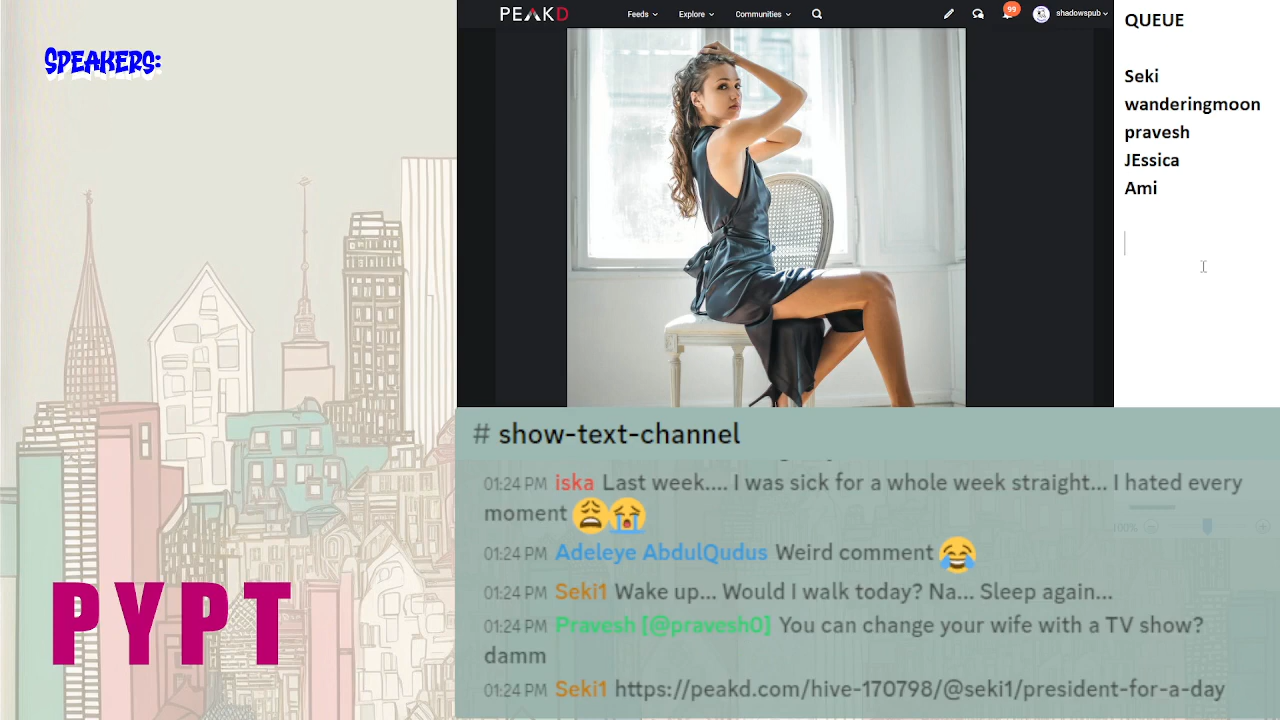 SPEAKERS:
PYPT
PEAKD
Feeds
Explore
Communities
99
shadowspub
QUEUE
Seki
wanderingmoon
pravesh
JEssica
Ami
# show-text-channel
01:24 PM iska Last week.... I was sick for a whole week straight... I hated every
moment 😩😭
01:24 PM Adeleye AbdulQudus Weird comment 😂
01:24 PM Seki1 Wake up... Would I walk today? Na... Sleep again...
01:24 PM Pravesh [@pravesh0] You can change your wife with a TV show?
damm
01:24 PM Seki1 https://peakd.com/hive-170798/@seki1/president-for-a-day
100%